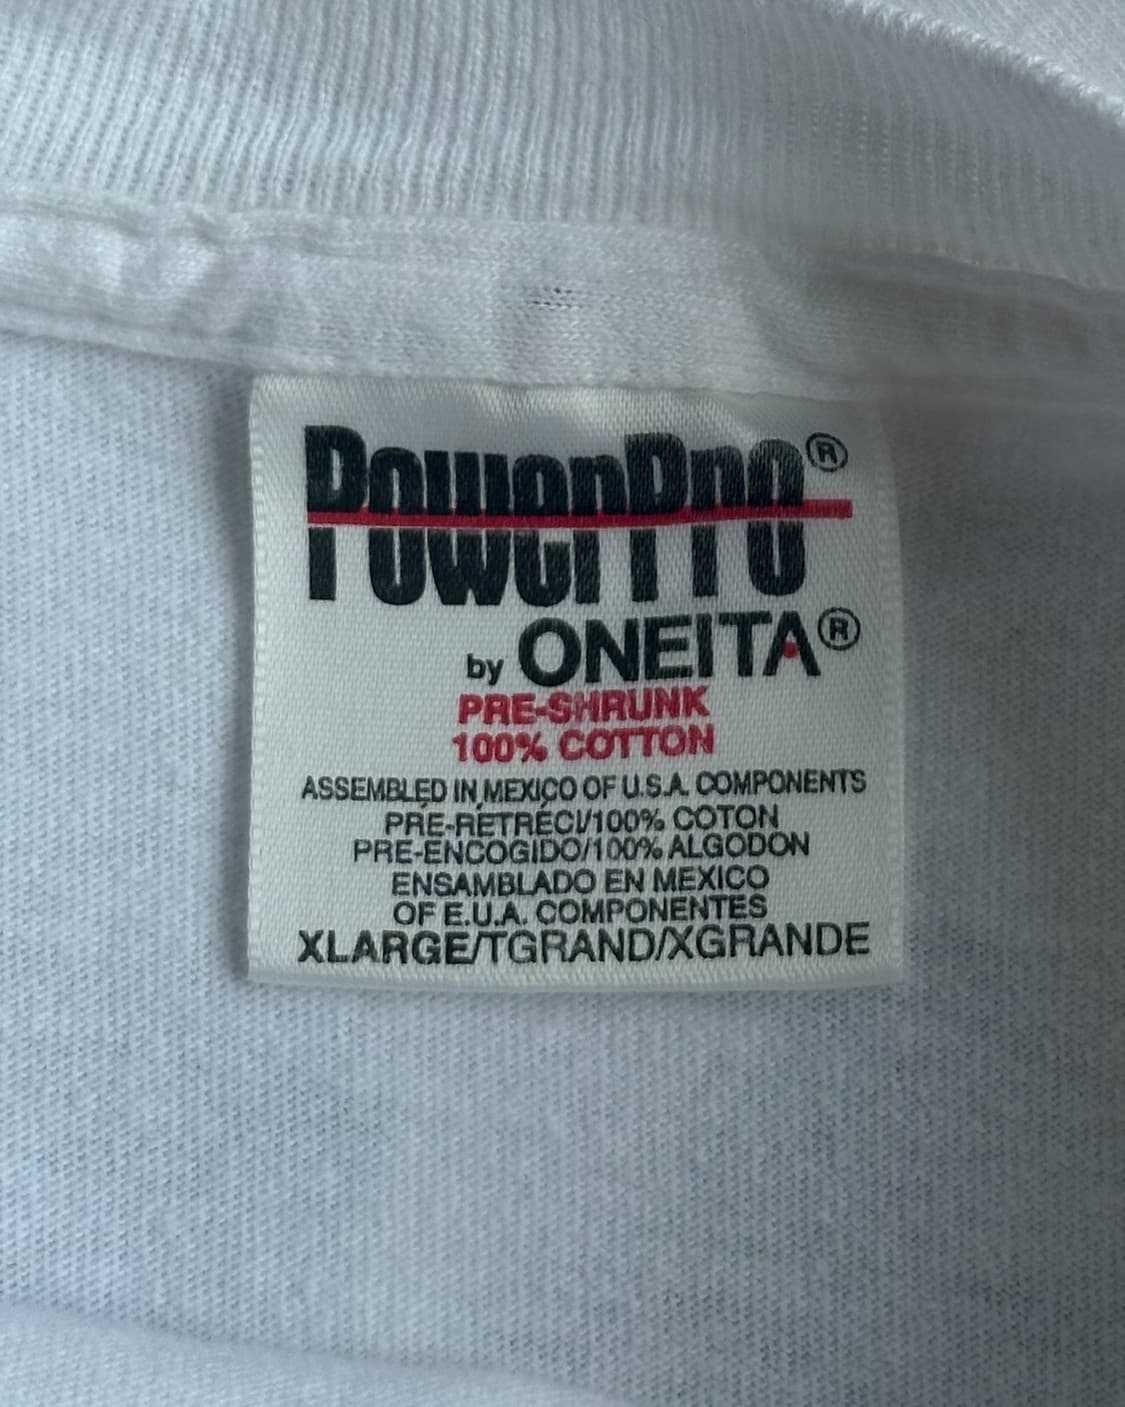 PowerPro®
by ONEITA®
PRE-SHRUNK
100% COTTON
ASSEMBLED IN MEXICO OF U.S.A. COMPONENTS
PRÉ-RÉTRÉCI/100% COTON
PRE-ENCOGIDO/100% ALGODON
ENSAMBLADO EN MEXICO
OF E.U.A. COMPONENTES
XLARGE/TGRAND/XGRANDE